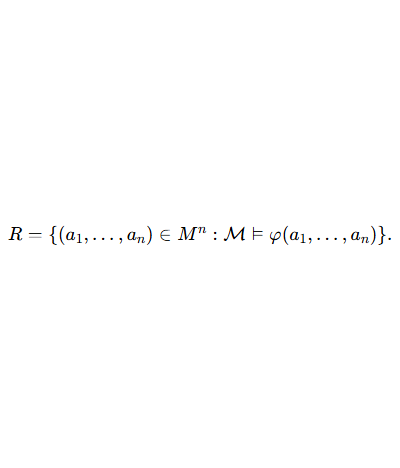 R = {(a₁, …, aₙ) ∈ Mⁿ : 𝓜 ⊨ φ(a₁, …, aₙ)}.